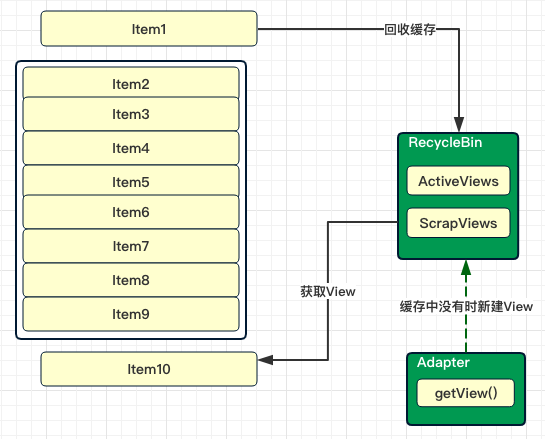 Item1
回收缓存
Item2
Item3
Item4
Item5
Item6
Item7
Item8
Item9
RecycleBin
ActiveViews
ScrapViews
获取View
缓存中没有时新建View
Item10
Adapter
getView()